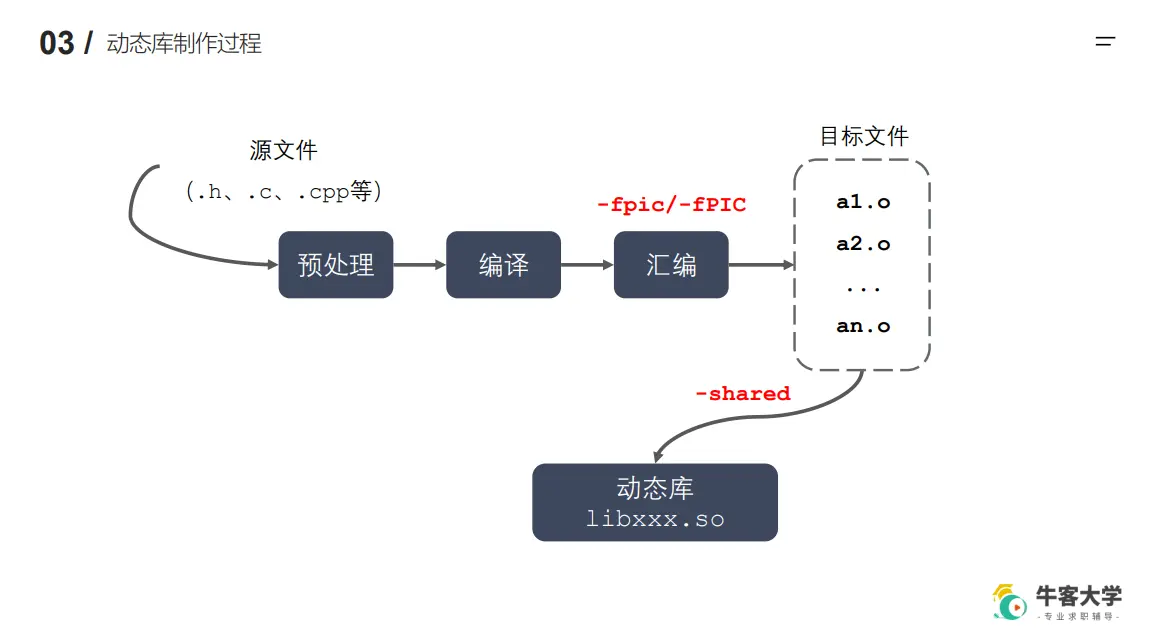 03 / 动态库制作过程
源文件
(.h、.c、.cpp等)
目标文件
-fpic/-fPIC
预处理
编译
汇编
a1.o
a2.o
...
an.o
-shared
动态库
libxxx.so
牛客大学
·专业求职辅导·